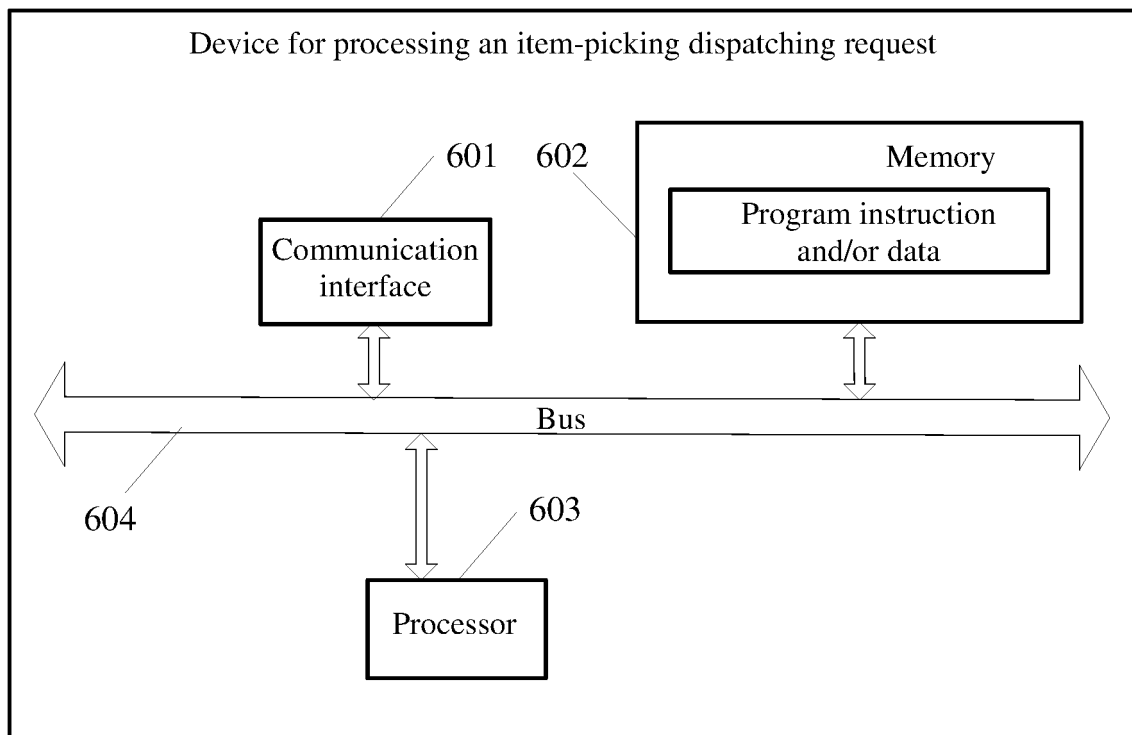 Device for processing an item-picking dispatching request
601
602
Memory
Communication
interface
Program instruction
and/or data
Bus
604
603
Processor